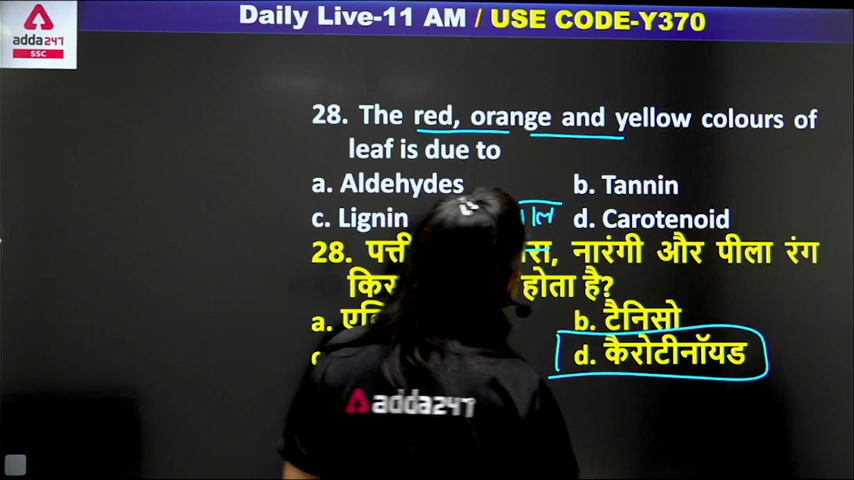 Daily Live-11 AM / USE CODE-Y370
adda247
SSC
28. The red, orange and yellow colours of
leaf is due to
a. Aldehydes b. Tannin
c. Lignin d. Carotenoid
28. नारंगी और पीला रंग
होता है?
a. b. टैनिसो
d. कैरोटीनॉयड
adda247